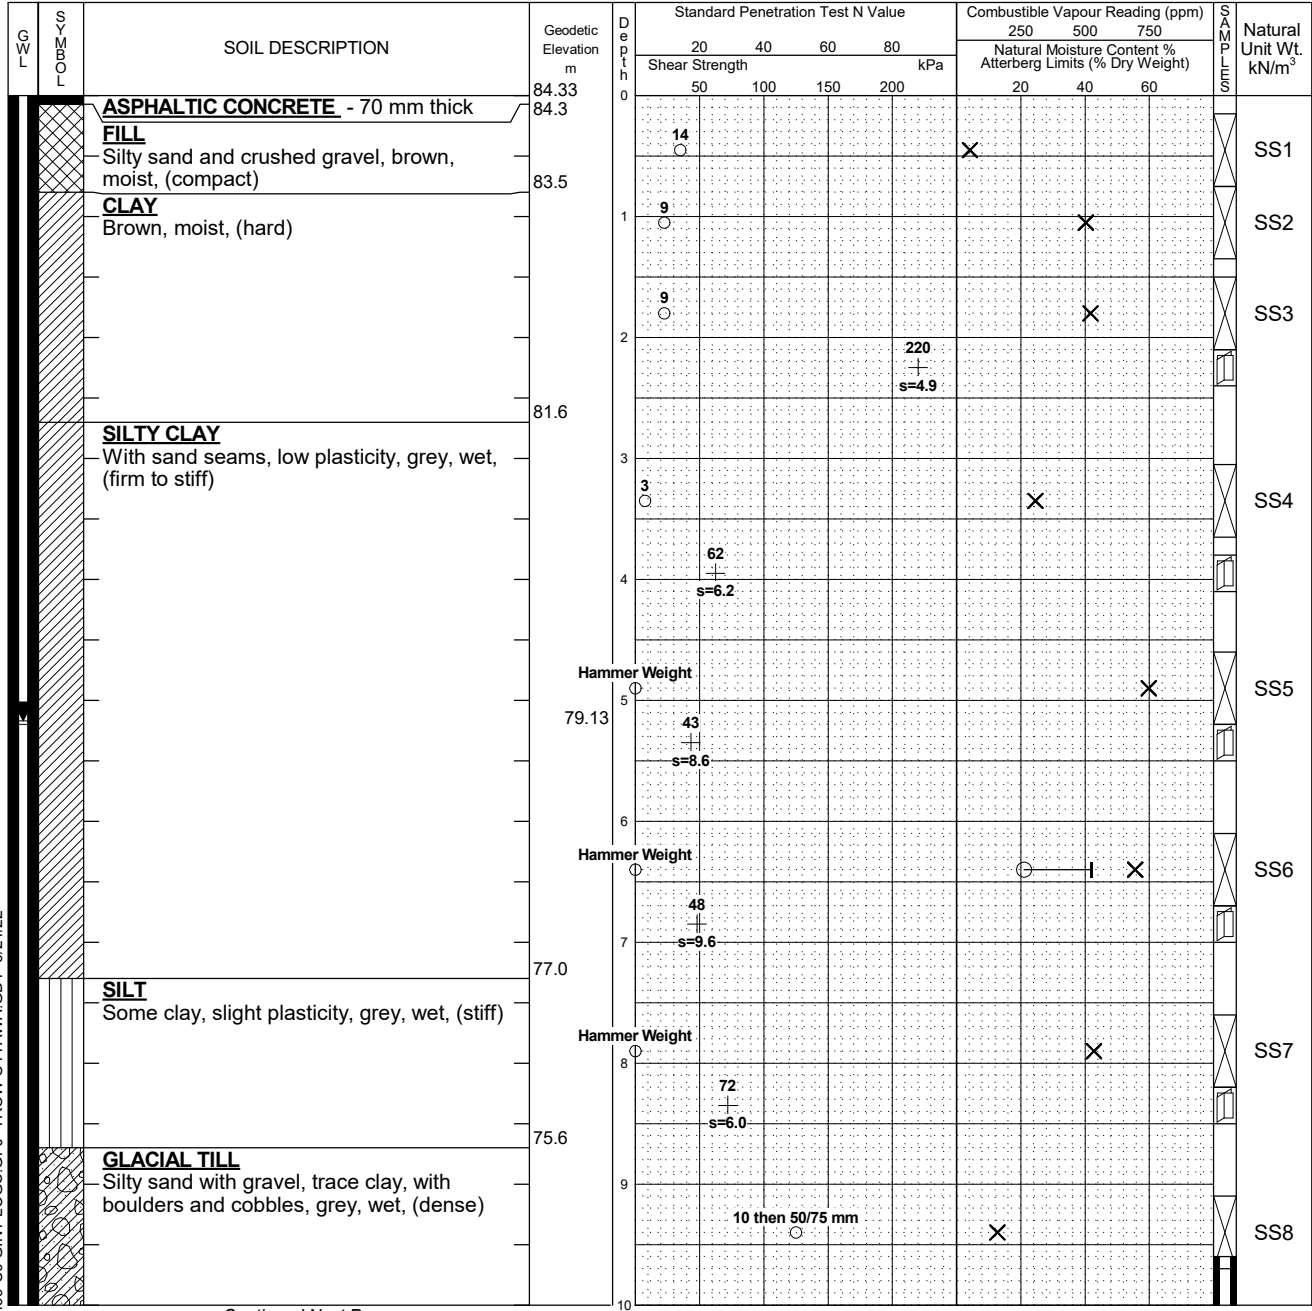 GWL
SYMBOL
SOIL DESCRIPTION
Geodetic
Elevation
m
84.33
Depth
Standard Penetration Test N Value
20 40 60 80
Shear Strength kPa
50 100 150 200
Combustible Vapour Reading (ppm)
250 500 750
Natural Moisture Content %
Atterberg Limits (% Dry Weight)
20 40 60
SAMPLES
Natural
Unit Wt.
kN/m³
0
ASPHALTIC CONCRETE - 70 mm thick
84.3
FILL
Silty sand and crushed gravel, brown,
moist, (compact)
14
SS1
83.5
CLAY
Brown, moist, (hard)
1
9
SS2
9
SS3
2
220
s=4.9
81.6
SILTY CLAY
With sand seams, low plasticity, grey, wet,
(firm to stiff)
3
3
SS4
62
4
s=6.2
Hammer Weight
SS5
5
79.13
43
s=8.6
6
Hammer Weight
SS6
48
s=9.6
7
77.0
SILT
Some clay, slight plasticity, grey, wet, (stiff)
Hammer Weight
SS7
8
72
s=6.0
75.6
GLACIAL TILL
Silty sand with gravel, trace clay, with
boulders and cobbles, grey, wet, (dense)
9
10 then 50/75 mm
SS8
10